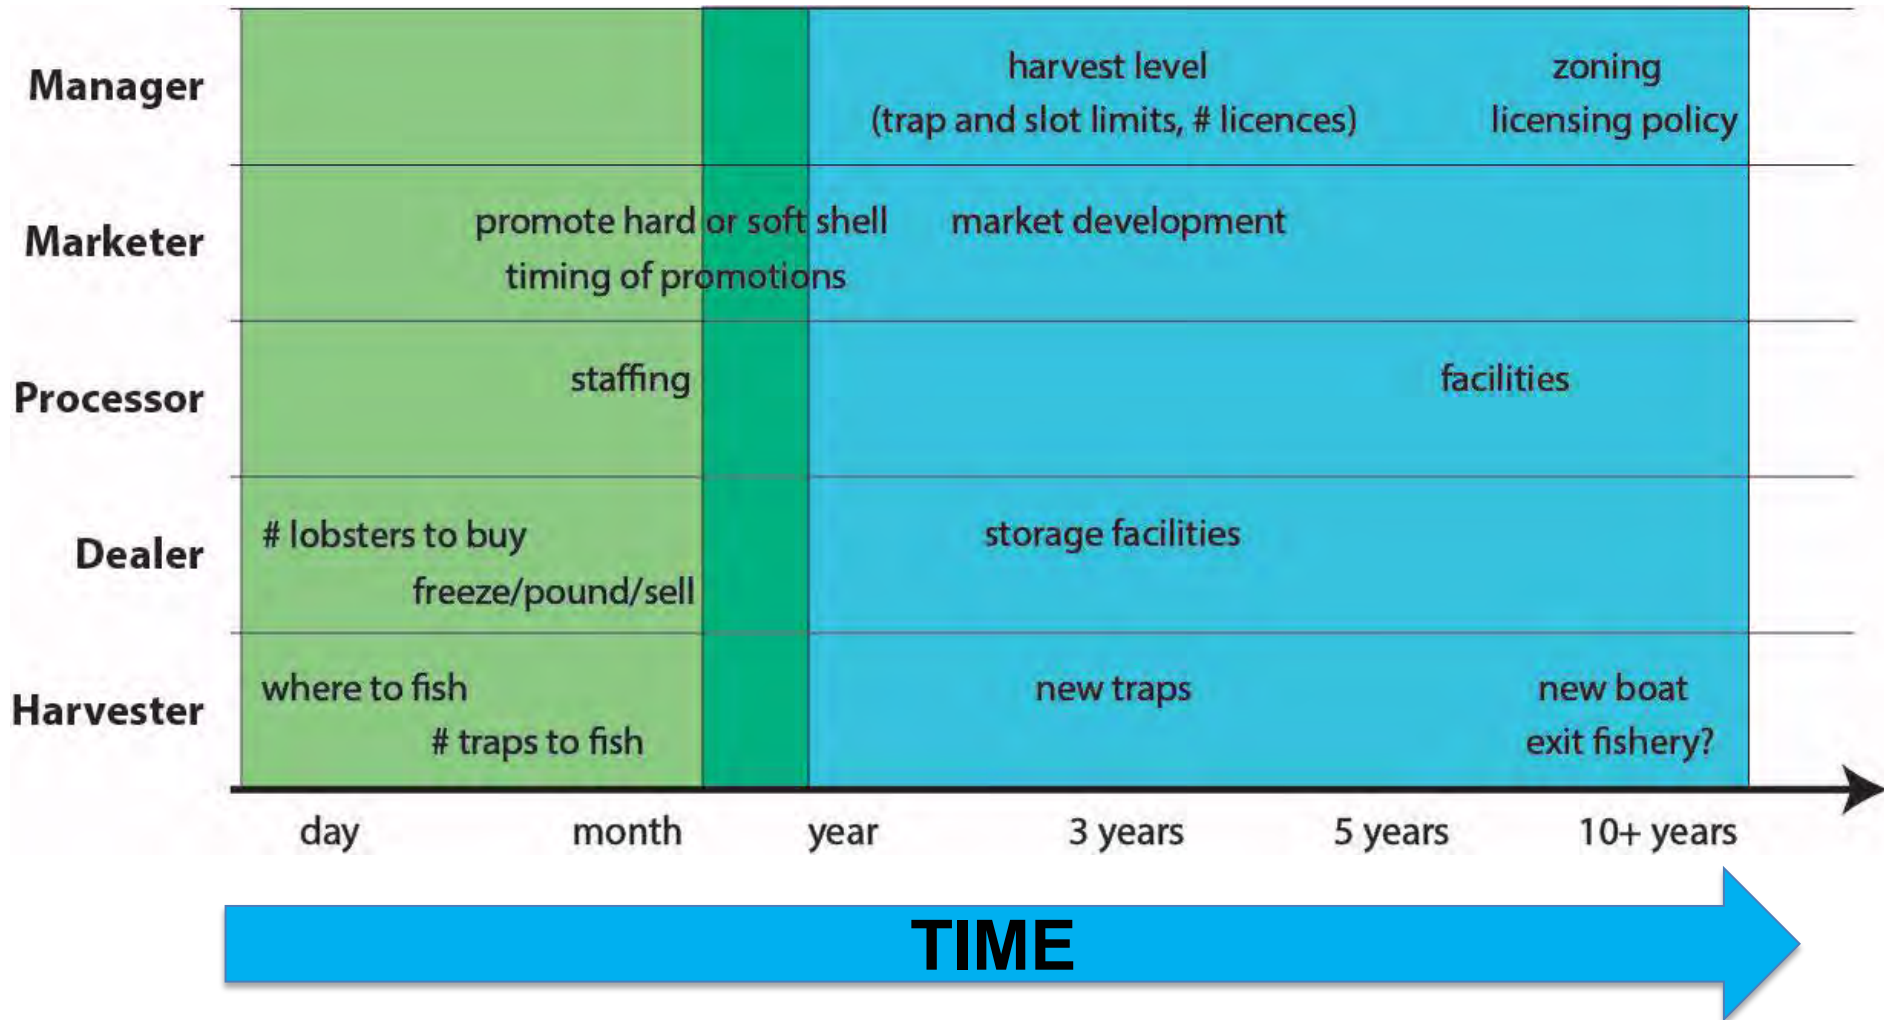 Manager
harvest level
(trap and slot limits, # licences)
zoning
licensing policy
Marketer
promote hard or soft shell
timing of promotions
market development
Processor
staffing
facilities
Dealer
# lobsters to buy
freeze/pound/sell
storage facilities
Harvester
where to fish
# traps to fish
new traps
new boat
exit fishery?
day month year 3 years 5 years 10+ years
TIME